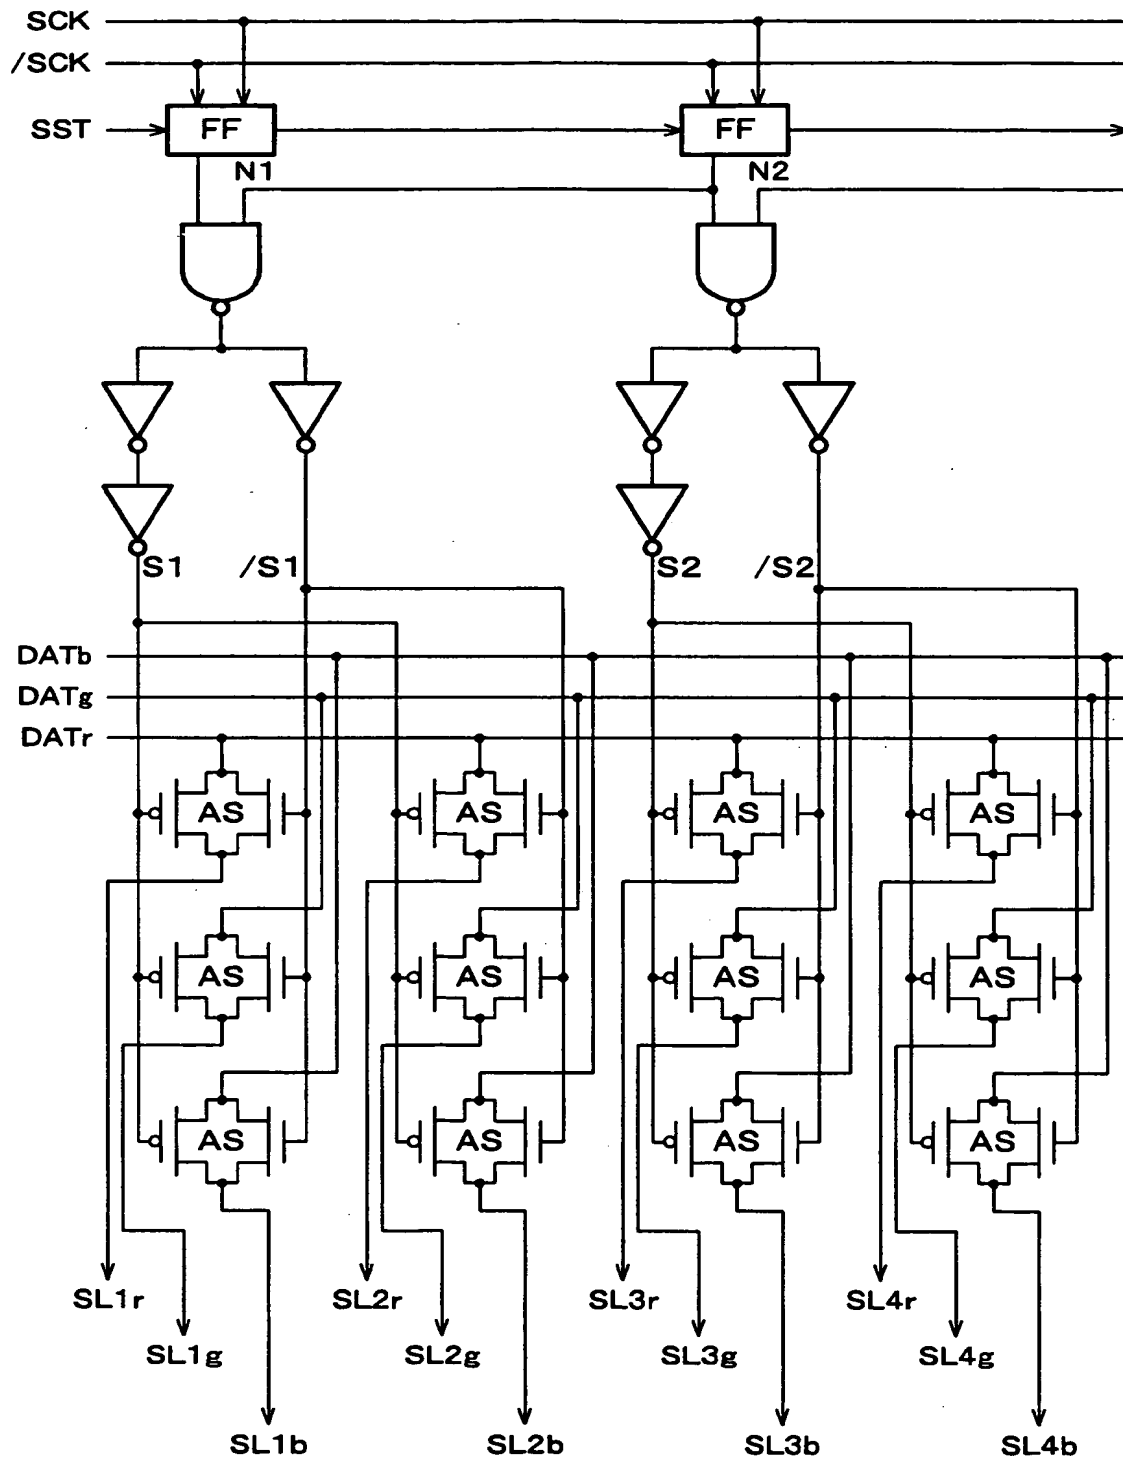 SCK
/SCK
SST
FF
FF
N1
N2
S1
/S1
S2
/S2
DATb
DATg
DATr
AS
AS
AS
AS
AS
AS
AS
AS
AS
AS
AS
AS
SL1r
SL2r
SL3r
SL4r
SL1g
SL2g
SL3g
SL4g
SL1b
SL2b
SL3b
SL4b